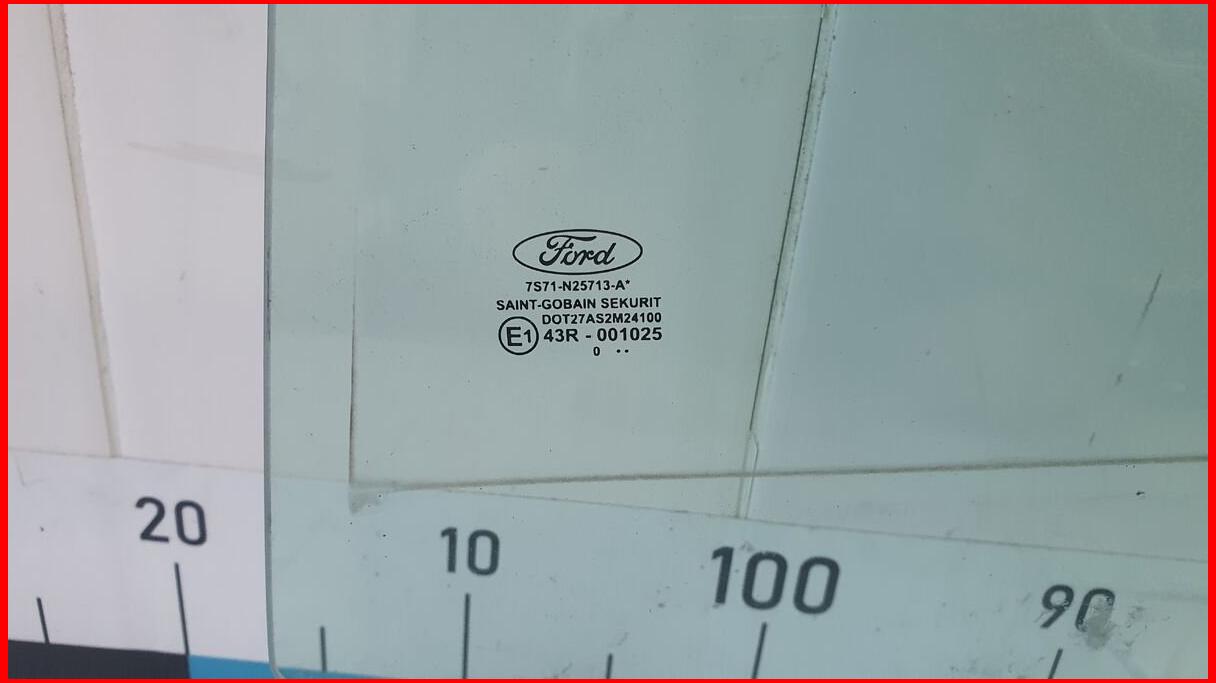 Ford
7S71-N25713-A*
SAINT-GOBAIN SEKURIT
DOT27AS2M24100
E1 43R - 001025
0 ··
20 10 100 90